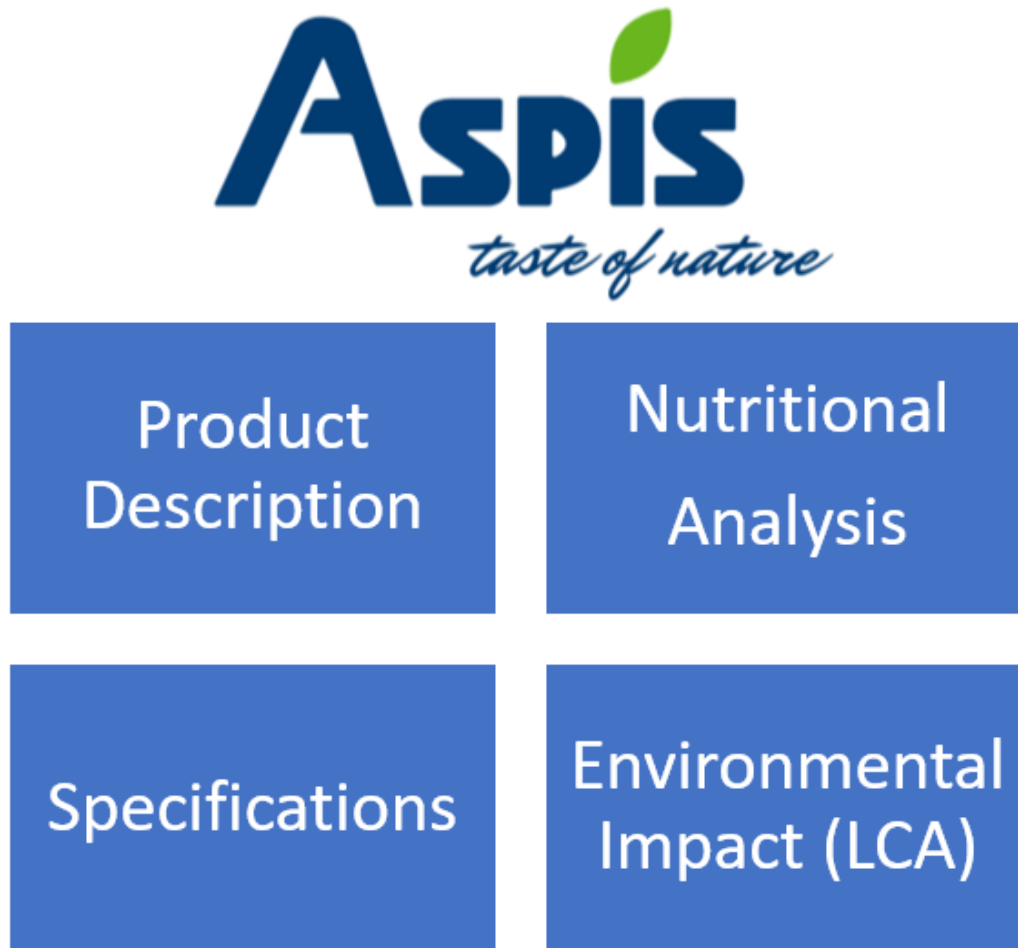 ASPIS
taste of nature
Product
Description
Nutritional
Analysis
Specifications
Environmental
Impact (LCA)